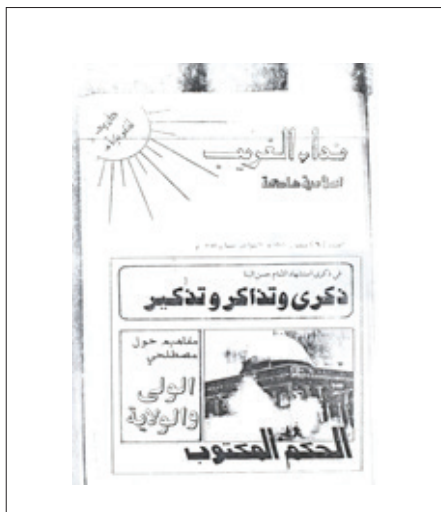 نداء الغريب
اسلامية جامعة
في ذكرى استشهاد الامام حسن البنا
ذكرى وتذاكر وتذكير
مفاهيم حول
مصطلحي
الولي
والولاية
الحكم المكتوب